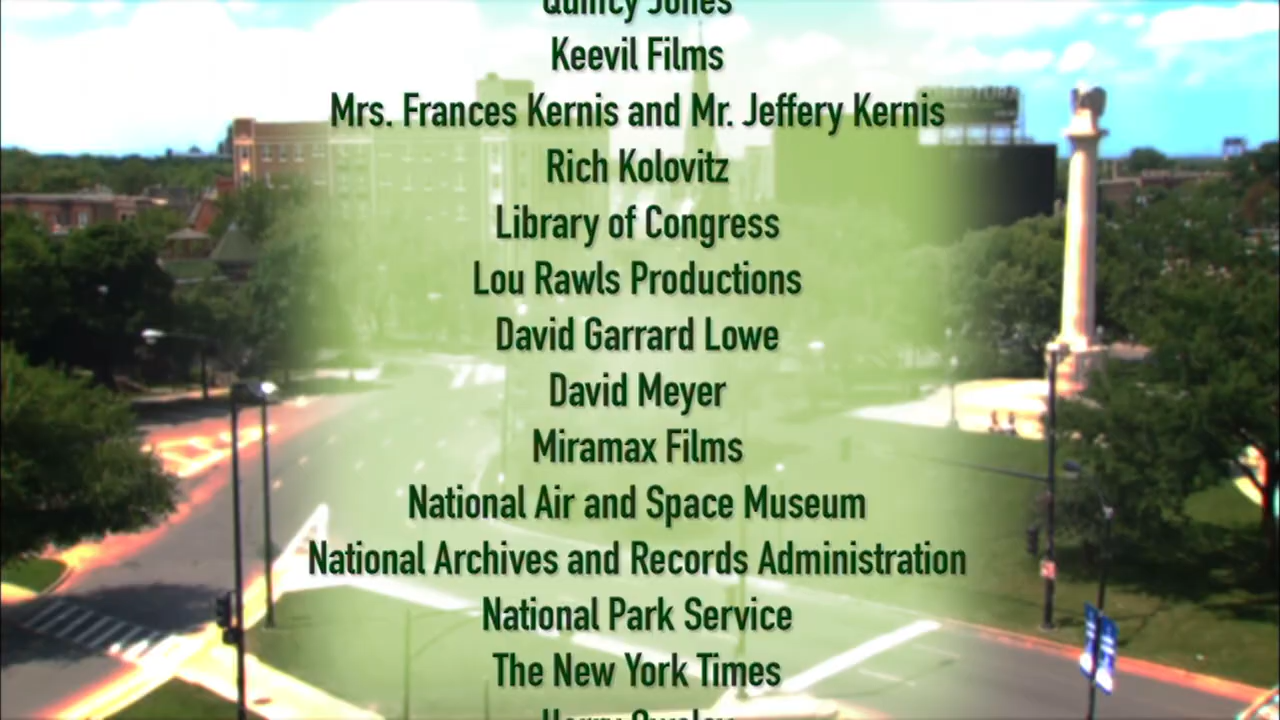 Quincy Jones
Keevil Films
Mrs. Frances Kernis and Mr. Jeffery Kernis
Rich Kolovitz
Library of Congress
Lou Rawls Productions
David Garrard Lowe
David Meyer
Miramax Films
National Air and Space Museum
National Archives and Records Administration
National Park Service
The New York Times